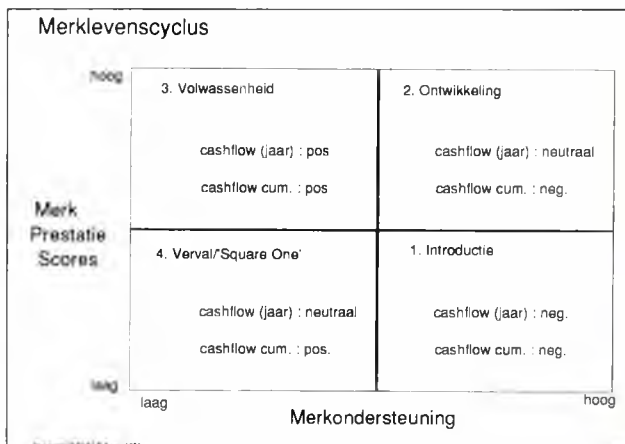 Merklevenscyclus
hoog
3. Volwassenheid
cashflow (jaar) : pos
cashflow cum. : pos
2. Ontwikkeling
cashflow (jaar) : neutraal
cashflow cum. : neg.
Merk
Prestatie
Scores
4. Verval/'Square One'
cashflow (jaar) : neutraal
cashflow cum. : pos.
1. Introductie
cashflow (jaar) : neg.
cashflow cum. : neg.
laag
laag
hoog
Merkondersteuning